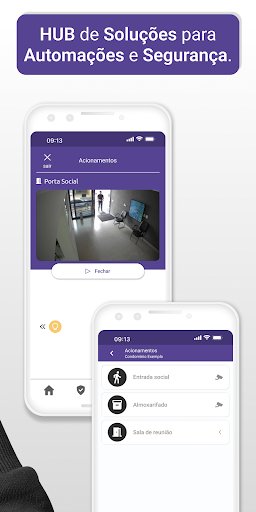 HUB de Soluções para
Automações e Segurança.
09:13
Acionamentos
sair
Porta Social
Fechar
09:13
Acionamentos
Condomínio Exemplo
Entrada social
Almoxarifado
Sala de reunião